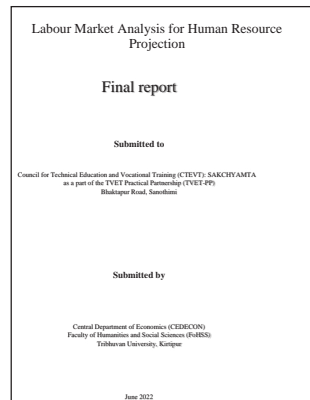 Labour Market Analysis for Human Resource
Projection
Final report
Submitted to
Council for Technical Education and Vocational Training (CTEVT): SAKCHYAMTA
as a part of the TVET Practical Partnership (TVET-PP)
Bhaktapur Road, Sanothimi
Submitted by
Central Department of Economics (CEDECON)
Faculty of Humanities and Social Sciences (FoHSS)
Tribhuvan University, Kirtipur
June 2022